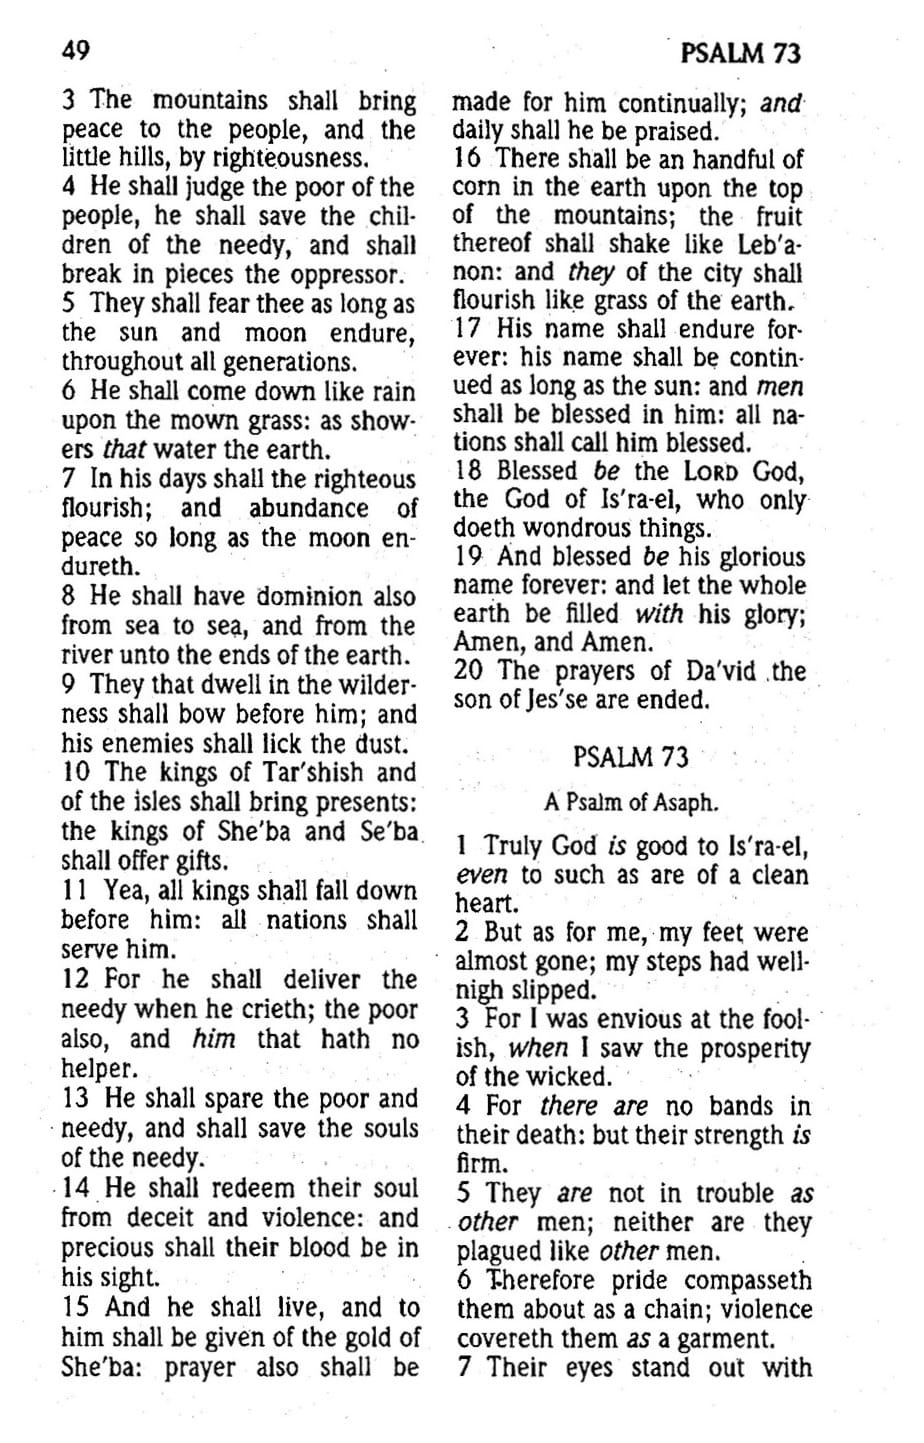 49
PSALM 73
3 The mountains shall bring
peace to the people, and the
little hills, by righteousness.
4 He shall judge the poor of the
people, he shall save the chil-
dren of the needy, and shall
break in pieces the oppressor.
5 They shall fear thee as long as
the sun and moon endure,
throughout all generations.
6 He shall come down like rain
upon the mown grass: as show-
ers that water the earth.
7 In his days shall the righteous
flourish; and abundance of
peace so long as the moon en-
dureth.
8 He shall have dominion also
from sea to sea, and from the
river unto the ends of the earth.
9 They that dwell in the wilder-
ness shall bow before him; and
his enemies shall lick the dust.
10 The kings of Tar'shish and
of the isles shall bring presents:
the kings of She'ba and Se'ba
shall offer gifts.
11 Yea, all kings shall fall down
before him: all nations shall
serve him.
12 For he shall deliver the
needy when he crieth; the poor
also, and him that hath no
helper.
13 He shall spare the poor and
needy, and shall save the souls
of the needy.
14 He shall redeem their soul
from deceit and violence: and
precious shall their blood be in
his sight.
15 And he shall live, and to
him shall be given of the gold of
She'ba: prayer also shall be
made for him continually; and
daily shall he be praised.
16 There shall be an handful of
corn in the earth upon the top
of the mountains; the fruit
thereof shall shake like Leb'a-
non: and they of the city shall
flourish like grass of the earth.
17 His name shall endure for-
ever: his name shall be contin-
ued as long as the sun: and men
shall be blessed in him: all na-
tions shall call him blessed.
18 Blessed be the LORD God,
the God of Is'ra-el, who only
doeth wondrous things.
19 And blessed be his glorious
name forever: and let the whole
earth be filled with his glory;
Amen, and Amen.
20 The prayers of Da'vid the
son of Jes'se are ended.
PSALM 73
A Psalm of Asaph.
1 Truly God is good to Is'ra-el,
even to such as are of a clean
heart.
2 But as for me, my feet were
almost gone; my steps had well-
nigh slipped.
3 For I was envious at the fool-
ish, when I saw the prosperity
of the wicked.
4 For there are no bands in
their death: but their strength is
firm.
5 They are not in trouble as
other men; neither are they
plagued like other men.
6 Therefore pride compasseth
them about as a chain; violence
covereth them as a garment.
7 Their eyes stand out with